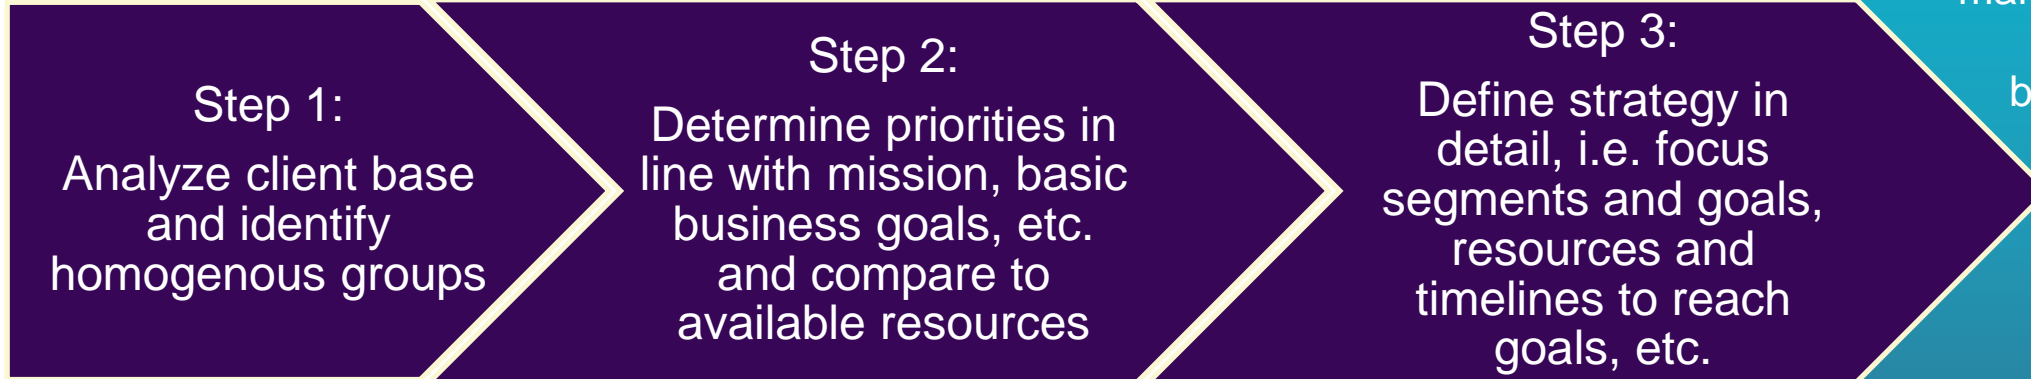 Step 1:
Analyze client base
and identify
homogenous groups
Step 2:
Determine priorities in
line with mission, basic
business goals, etc.
and compare to
available resources
Step 3:
Define strategy in
detail, i.e. focus
segments and goals,
resources and
timelines to reach
goals, etc.